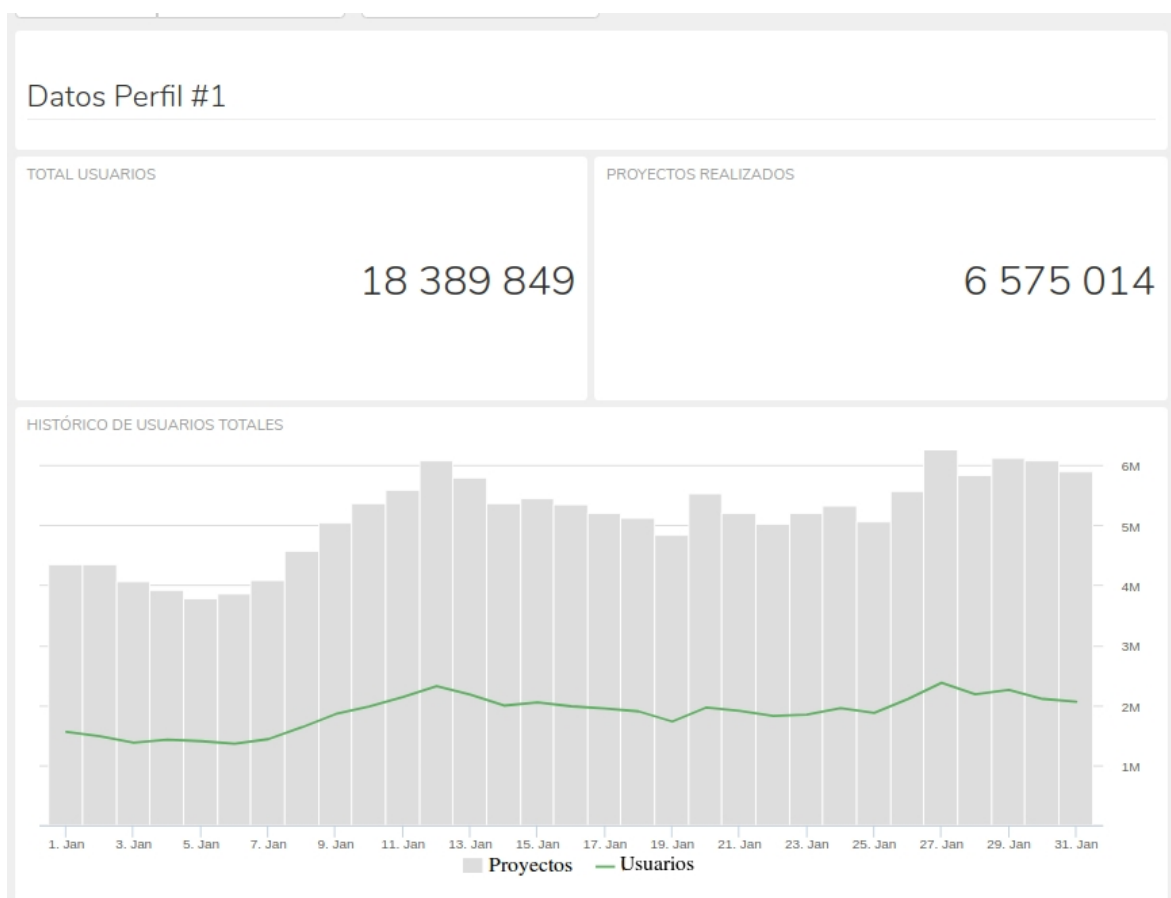 Datos Perfil #1
TOTAL USUARIOS
18 389 849
PROYECTOS REALIZADOS
6 575 014
HISTÓRICO DE USUARIOS TOTALES
6M
5M
4M
3M
2M
1M
1. Jan 3. Jan 5. Jan 7. Jan 9. Jan 11. Jan 13. Jan 15. Jan 17. Jan 19. Jan 21. Jan 23. Jan 25. Jan 27. Jan 29. Jan 31. Jan
Proyectos Usuarios